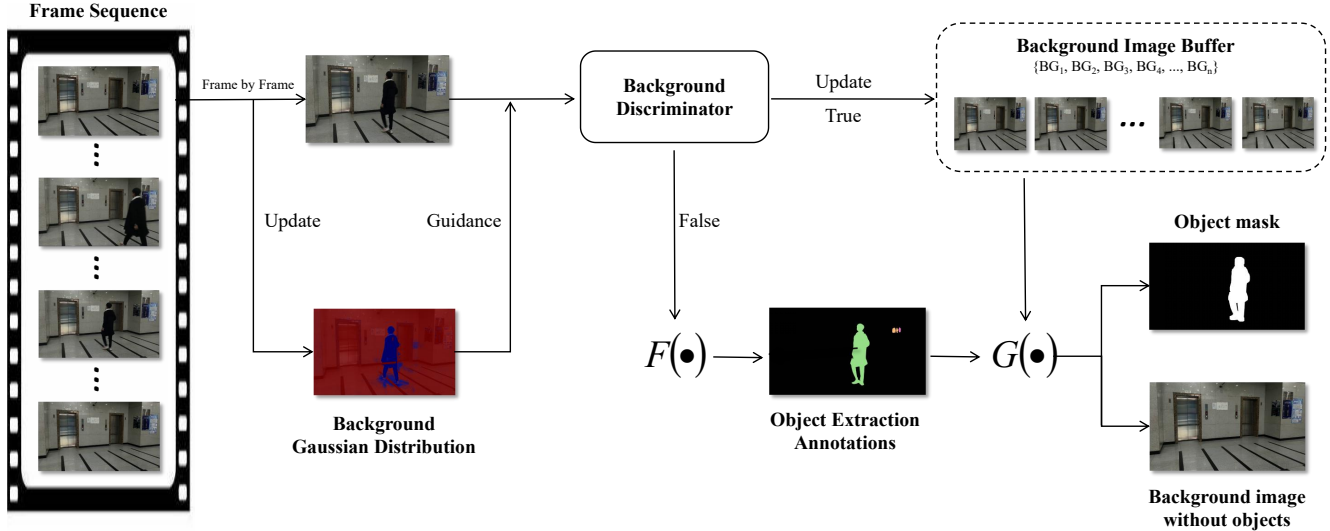 Frame Sequence
Frame by Frame
Update
Guidance
Background
Gaussian Distribution
Background
Discriminator
Update
True
False
Background Image Buffer
{BG1, BG2, BG3, BG4, ..., BGn}
...
F(●)
Object Extraction
Annotations
G(●)
Object mask
Background image
without objects